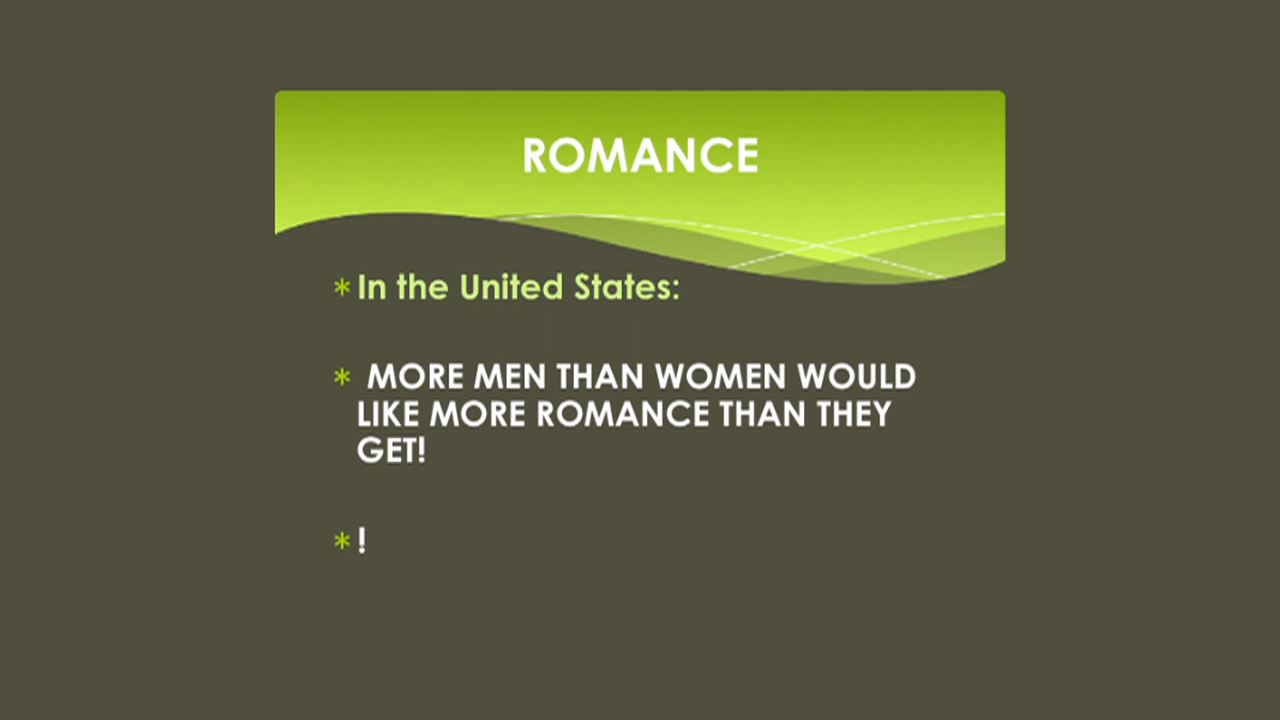 ROMANCE
* In the United States:
* MORE MEN THAN WOMEN WOULD
LIKE MORE ROMANCE THAN THEY
GET!
* !